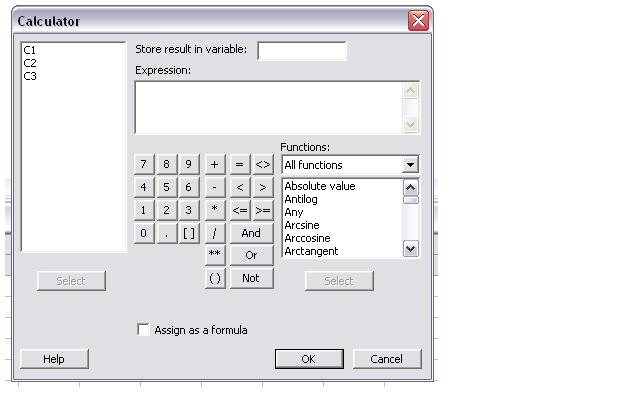 Calculator
C1
C2
C3
Store result in variable:
Expression:
Functions:
All functions
7 8 9 + = <>
4 5 6 - < >
1 2 3 * <= >=
0 . [ ] / And
** Or
( ) Not
Absolute value
Antilog
Any
Arcsine
Arccosine
Arctangent
Select
Select
Assign as a formula
Help
OK
Cancel